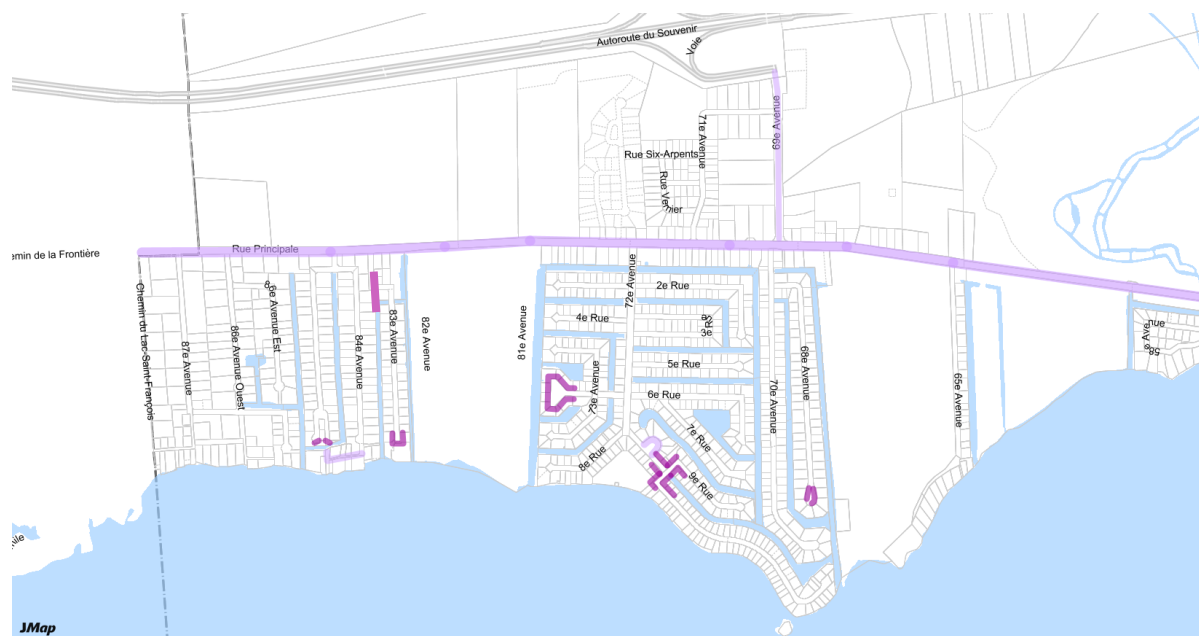 Autoroute du Souvenir
Voie
69e Avenue
71e Avenue
Rue Six-Arpents
Rue Vernier
emin de la Frontière
Rue Principale
Chemin du Lac-Saint-François
87e Avenue
86e Avenue Ouest
86e Avenue Est
84e Avenue
83e Avenue
82e Avenue
81e Avenue
72e Avenue
2e Rue
4e Rue
5e Rue
6e Rue
73e Avenue
7e Rue
8e Rue
9e Rue
70e Avenue
68e Avenue
65e Avenue
JMap